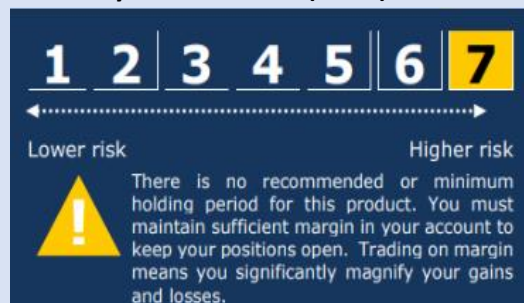 1 2 3 4 5 6 7
Lower risk Higher risk
!
There is no recommended or minimum
holding period for this product. You must
maintain sufficient margin in your account to
keep your positions open. Trading on margin
means you significantly magnify your gains
and losses.